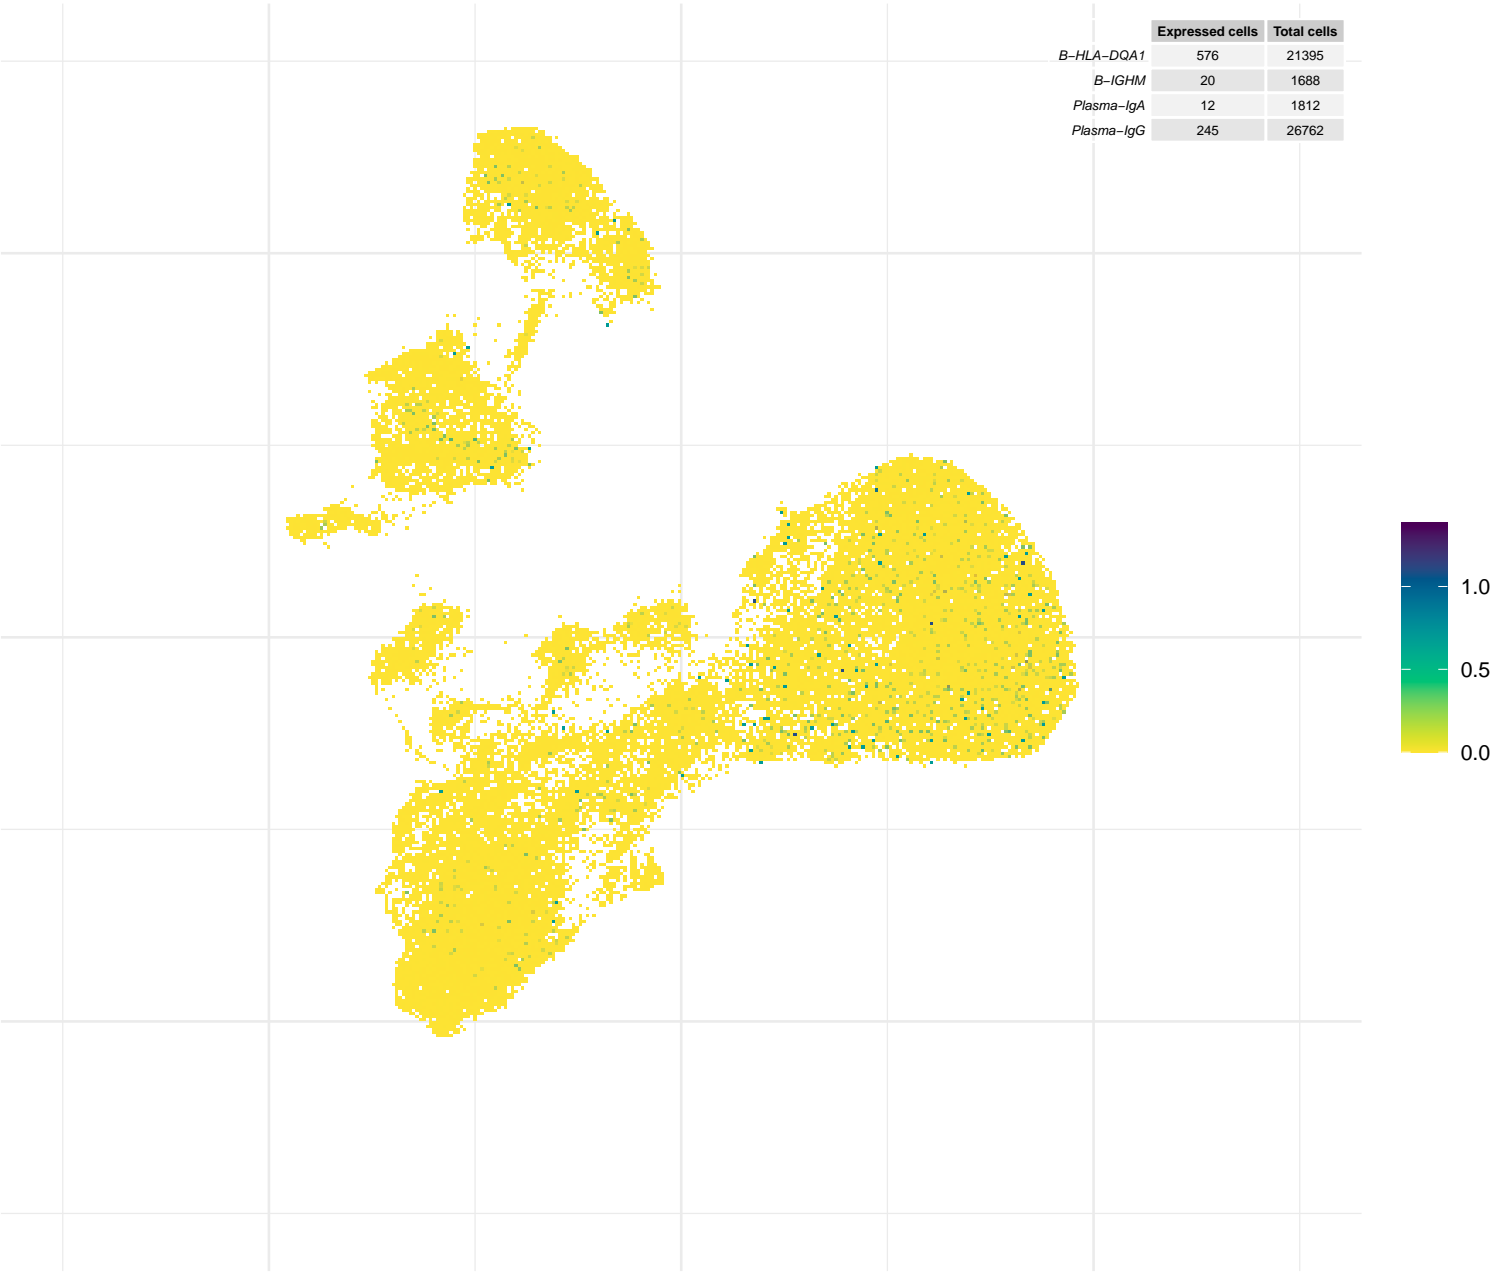 Expressed cells Total cells
B−HLA−DQA1 576 21395
B−IGHM 20 1688
Plasma−IgA 12 1812
Plasma−IgG 245 26762
1.0
0.5
0.0